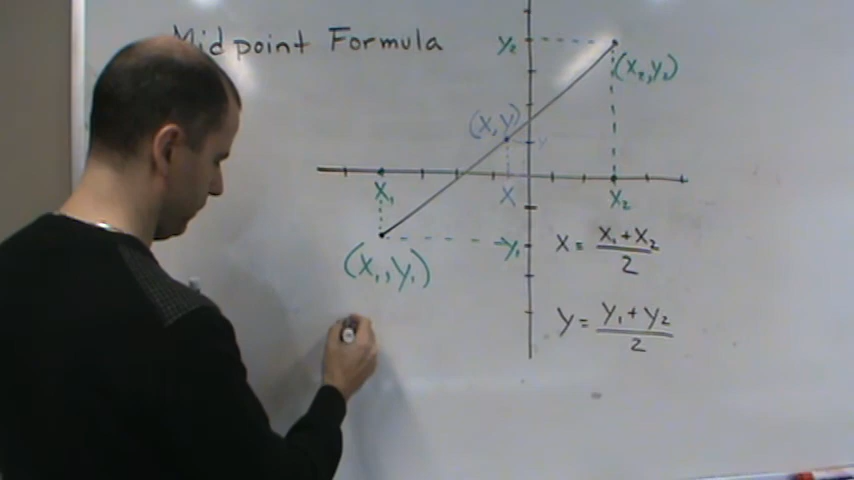 Midpoint Formula
y₂
(x₂,y₂)
(x,y)
y
x₁
x
x₂
y₁
(x₁,y₁)
x = x₁+x₂
2
y = y₁+y₂
2